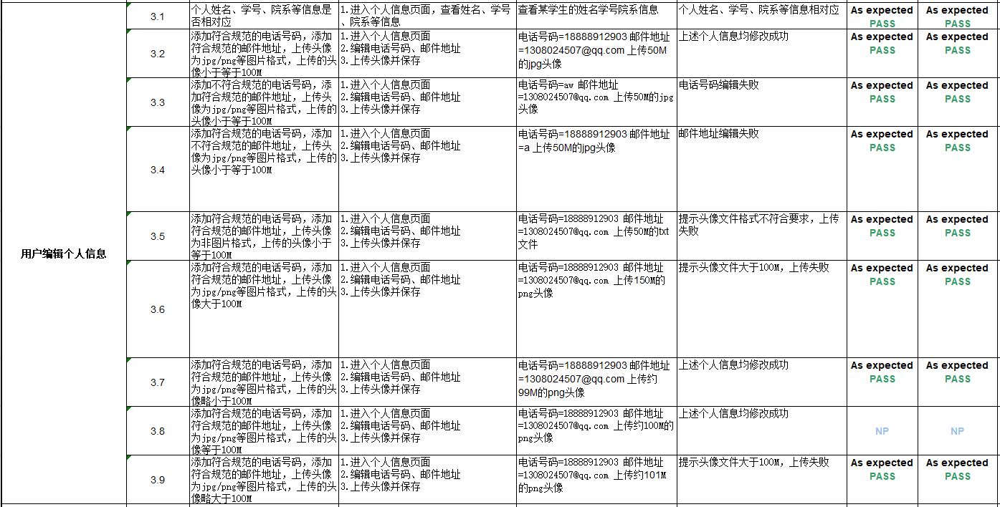 用户编辑个人信息
3.1
个人姓名、学号、院系等信息是
否相对应
1.进入个人信息页面，查看姓名、学号
、院系等信息
查看某学生的姓名学号院系信息
个人姓名、学号、院系等信息相对应
As expected
PASS
As expected
PASS
3.2
添加符合规范的电话号码，添加
符合规范的邮件地址，上传头像
为jpg/png等图片格式，上传的头
像小于等于100M
1.进入个人信息页面
2.编辑电话号码、邮件地址
3.上传头像并保存
电话号码=18888912903 邮件地址
=1308024507@qq.com 上传50M
的jpg头像
上述个人信息均修改成功
As expected
PASS
As expected
PASS
3.3
添加不符合规范的电话号码，添
加符合规范的邮件地址，上传头
像为jpg/png等图片格式，上传的
头像小于等于100M
1.进入个人信息页面
2.编辑电话号码、邮件地址
3.上传头像并保存
电话号码=aw 邮件地址
=1308024507@qq.com 上传50M的jpg
头像
电话号码编辑失败
As expected
PASS
As expected
PASS
3.4
添加符合规范的电话号码，添加
不符合规范的邮件地址，上传头
像为jpg/png等图片格式，上传的
头像小于等于100M
1.进入个人信息页面
2.编辑电话号码、邮件地址
3.上传头像并保存
电话号码=18888912903 邮件地址
=a 上传50M的jpg头像
邮件地址编辑失败
As expected
PASS
As expected
PASS
3.5
添加符合规范的电话号码，添加
符合规范的邮件地址，上传头像
为非图片格式，上传的头像小于
等于100M
1.进入个人信息页面
2.编辑电话号码、邮件地址
3.上传头像并保存
电话号码=18888912903 邮件地址
=1308024507@qq.com 上传50M的txt
文件
提示头像文件格式不符合要求，上传
失败
As expected
PASS
As expected
PASS
3.6
添加符合规范的电话号码，添加
符合规范的邮件地址，上传头像
为jpg/png等图片格式，上传的头
像大于100M
1.进入个人信息页面
2.编辑电话号码、邮件地址
3.上传头像并保存
电话号码=18888912903 邮件地址
=1308024507@qq.com 上传150M的
png头像
提示头像文件大于100M，上传失败
As expected
PASS
As expected
PASS
3.7
添加符合规范的电话号码，添加
符合规范的邮件地址，上传头像
为jpg/png等图片格式，上传的头
像略小于100M
1.进入个人信息页面
2.编辑电话号码、邮件地址
3.上传头像并保存
电话号码=18888912903 邮件地址
=1308024507@qq.com 上传约
99M的png头像
上述个人信息均修改成功
As expected
PASS
As expected
PASS
3.8
添加符合规范的电话号码，添加
符合规范的邮件地址，上传头像
为jpg/png等图片格式，上传的头
像等于100M
1.进入个人信息页面
2.编辑电话号码、邮件地址
3.上传头像并保存
电话号码=18888912903 邮件地址
=1308024507@qq.com 上传约100M的
png头像
上述个人信息均修改成功
NP
NP
3.9
添加符合规范的电话号码，添加
符合规范的邮件地址，上传头像
为jpg/png等图片格式，上传的头
像略大于100M
1.进入个人信息页面
2.编辑电话号码、邮件地址
3.上传头像并保存
电话号码=18888912903 邮件地址
=1308024507@qq.com 上传约101M
的png头像
提示头像文件大于100M，上传失败
As expected
PASS
As expected
PASS